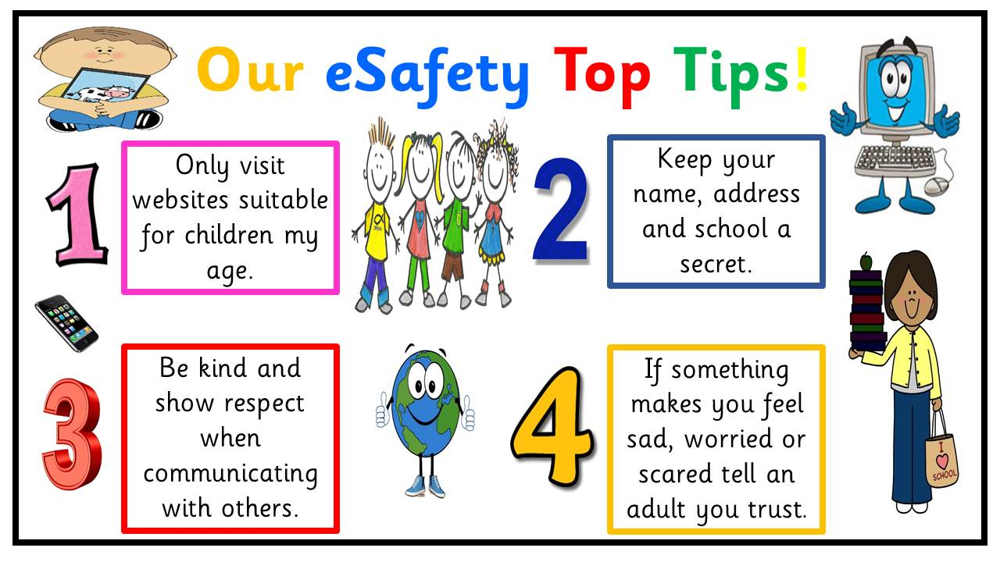 Our eSafety Top Tips!
1
Only visit
websites suitable
for children my
age.
2
Keep your
name, address
and school a
secret.
3
Be kind and
show respect
when
communicating
with others.
4
If something
makes you feel
sad, worried or
scared tell an
adult you trust.
I
SCHOOL